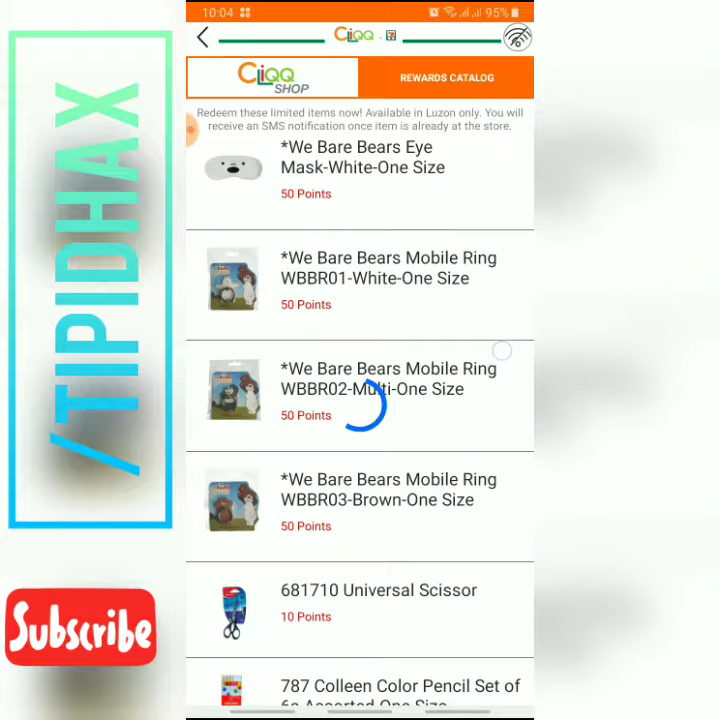 10:04
95%
CLiQQ
CLiQQ
SHOP
REWARDS CATALOG
Redeem these limited items now! Available in Luzon only. You will
receive an SMS notification once item is already at the store.
*We Bare Bears Eye
Mask-White-One Size
50 Points
*We Bare Bears Mobile Ring
WBBR01-White-One Size
50 Points
*We Bare Bears Mobile Ring
WBBR02-Multi-One Size
50 Points
*We Bare Bears Mobile Ring
WBBR03-Brown-One Size
50 Points
681710 Universal Scissor
10 Points
787 Colleen Color Pencil Set of
6s Assorted-One Size
/TIPIDHAX
Subscribe